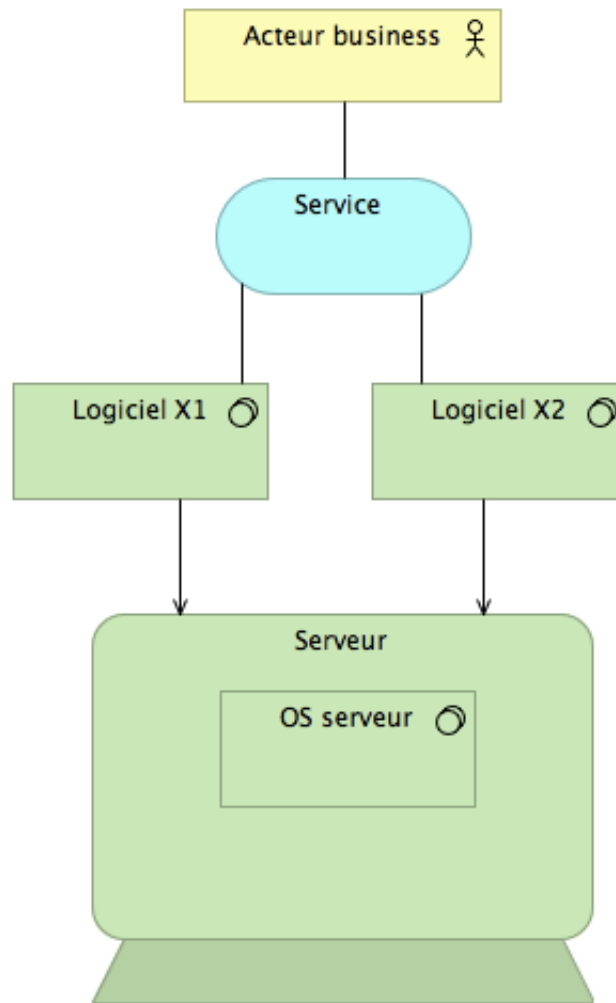 Acteur business
Service
Logiciel X1
Logiciel X2
Serveur
OS serveur